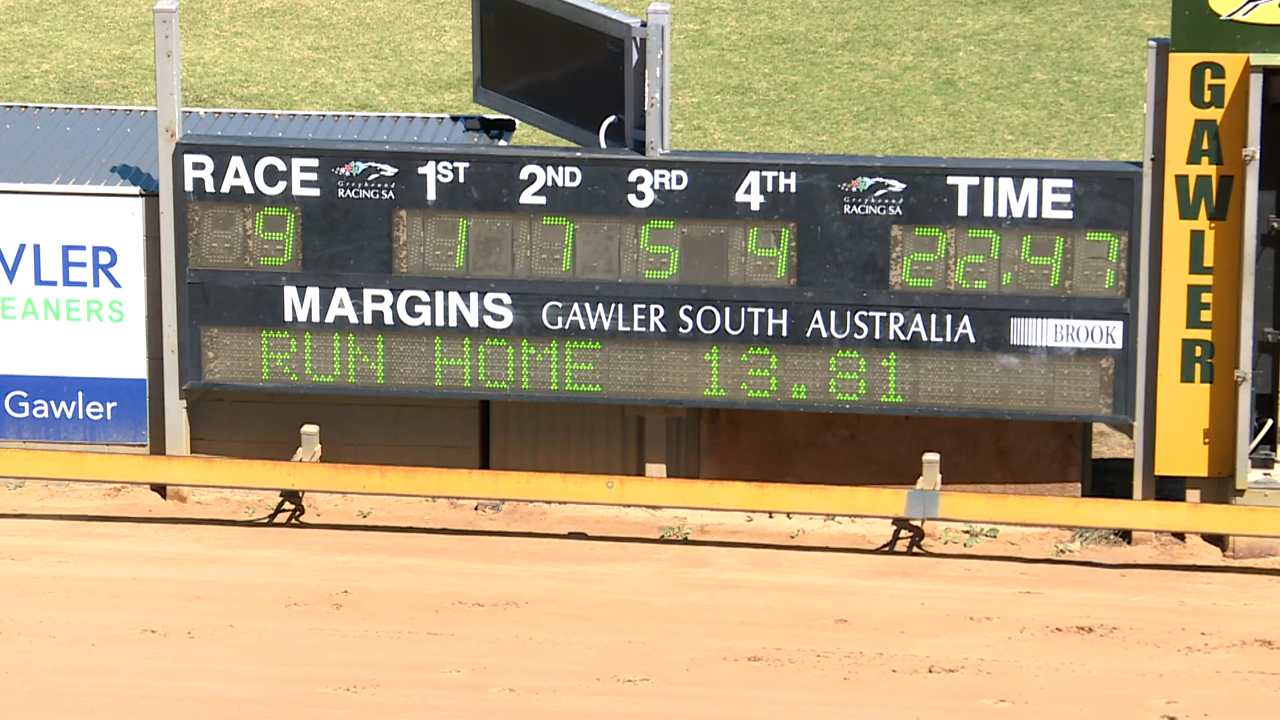 RACE 1ST 2ND 3RD 4TH TIME
Greyhound
RACING SA
Greyhound
RACING SA
9 1 7 5 4 22.47
MARGINS GAWLER SOUTH AUSTRALIA BROOK
RUN HOME 13.81
WLER
EANERS
Gawler
GAWLER